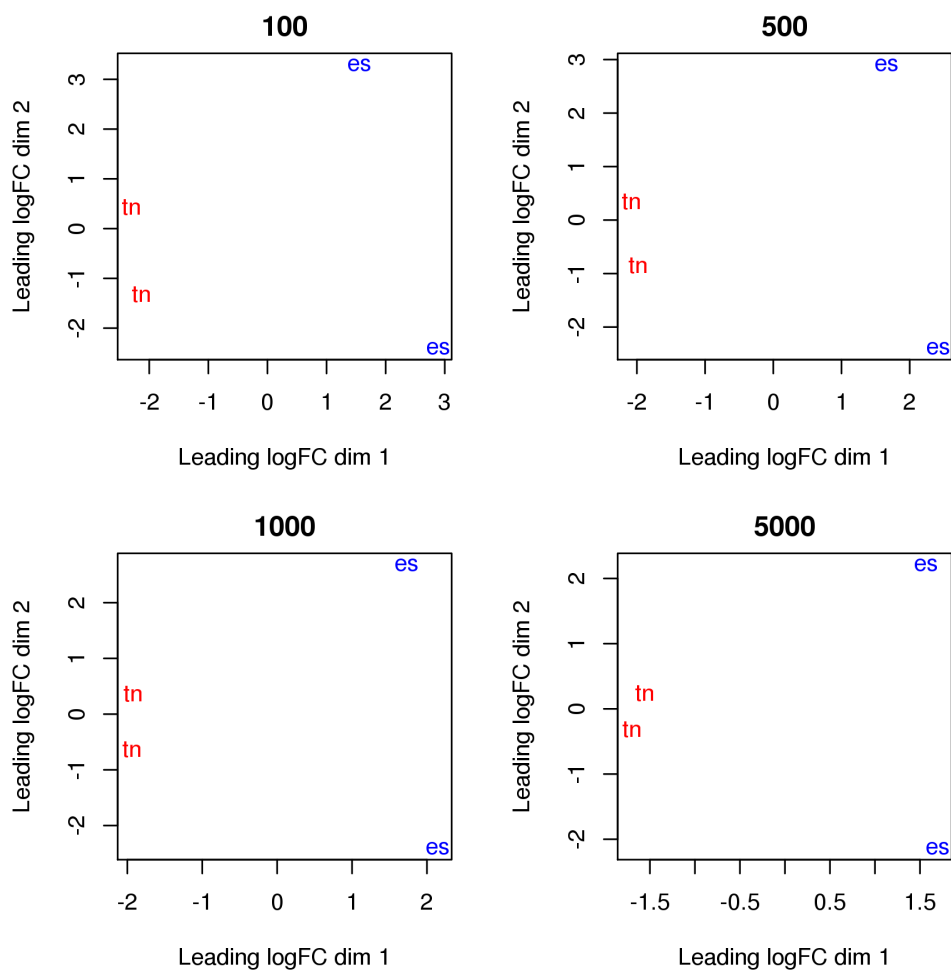 100
3
2
1
0
-1
-2
Leading logFC dim 2
es
tn
tn
es
-2 -1 0 1 2 3
Leading logFC dim 1
500
3
2
1
0
-1
-2
Leading logFC dim 2
es
tn
tn
es
-2 -1 0 1 2
Leading logFC dim 1
1000
2
1
0
-1
-2
Leading logFC dim 2
es
tn
tn
es
-2 -1 0 1 2
Leading logFC dim 1
5000
2
1
0
-1
-2
Leading logFC dim 2
es
tn
tn
es
-1.5 -0.5 0.5 1.5
Leading logFC dim 1